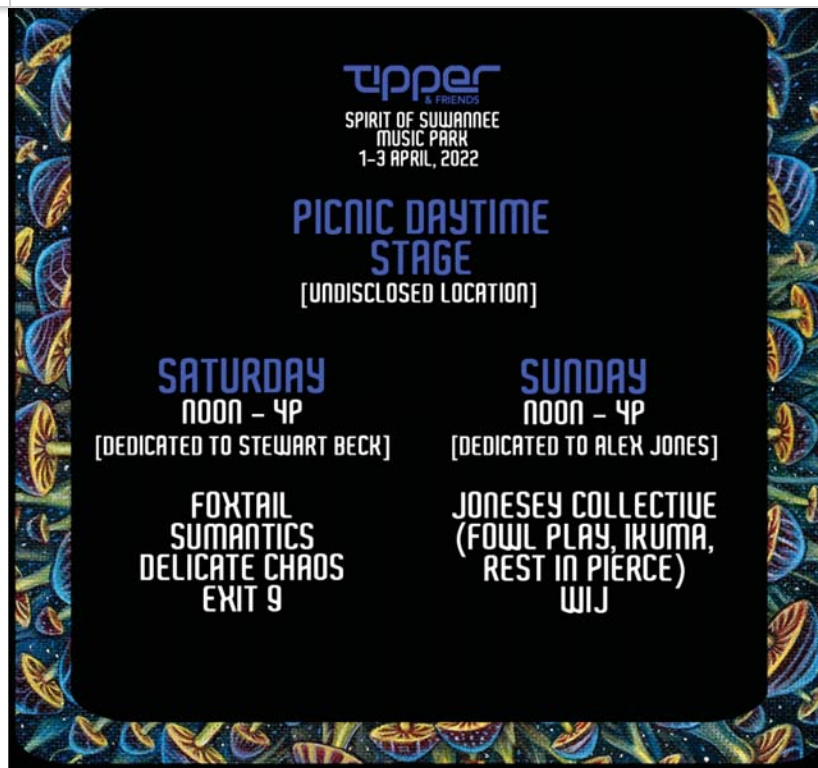 TIPPER
& FRIENDS
SPIRIT OF SUWANNEE
MUSIC PARK
1-3 APRIL, 2022
PICNIC DAYTIME
STAGE
[UNDISCLOSED LOCATION]
SATURDAY
NOON - 4P
[DEDICATED TO STEWART BECK]
FOXTAIL
SUMANTICS
DELICATE CHAOS
EXIT 9
SUNDAY
NOON - 4P
[DEDICATED TO ALEX JONES]
JONESEY COLLECTIVE
(FOWL PLAY, IKUMA,
REST IN PIERCE)
WIJ